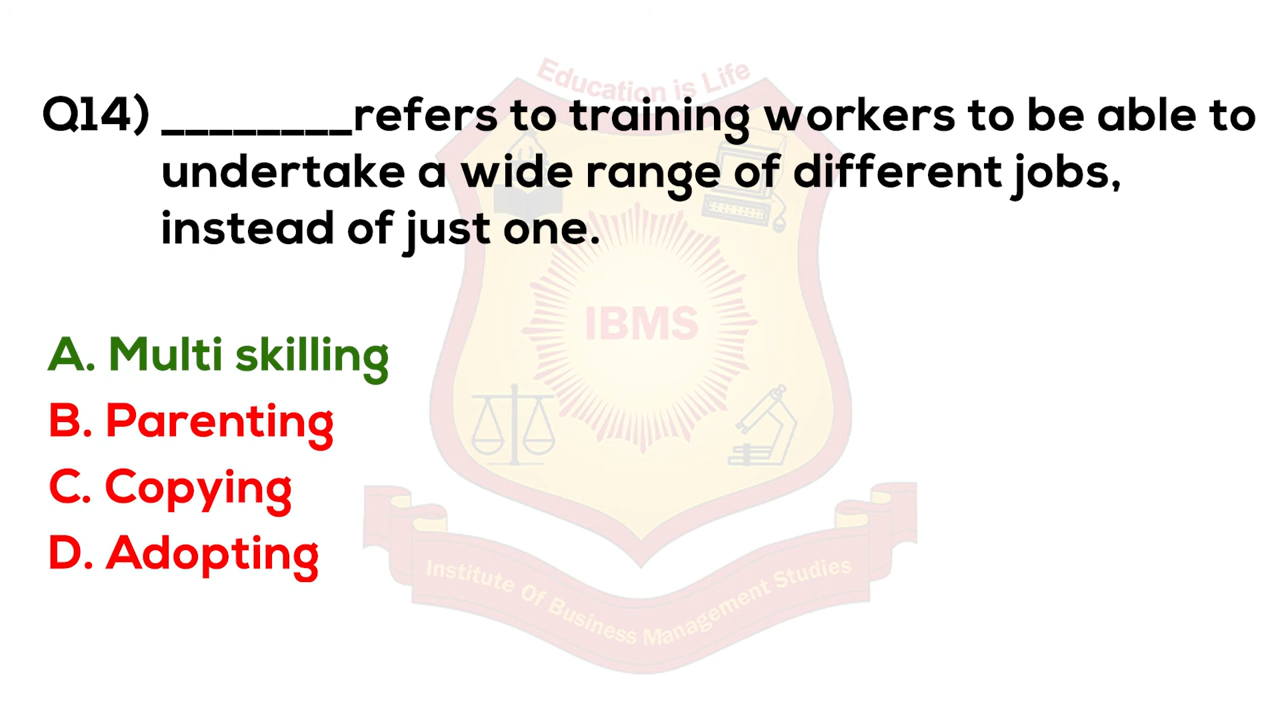 Education is Life
Q14) ________refers to training workers to be able to
undertake a wide range of different jobs,
instead of just one.
IBMS
A. Multi skilling
B. Parenting
C. Copying
D. Adopting
Institute Of Business Management Studies